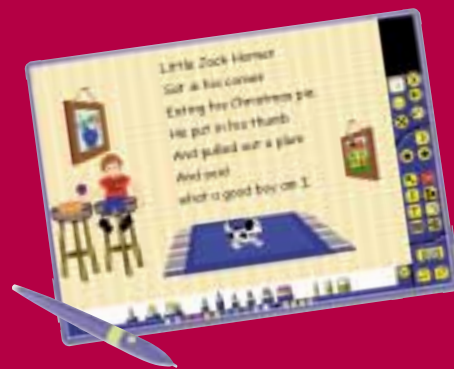 Little Jack Horner
Sat in his corner
Eating his Christmas pie,
He put in his thumb
And pulled out a plum
And said
what a good boy am I